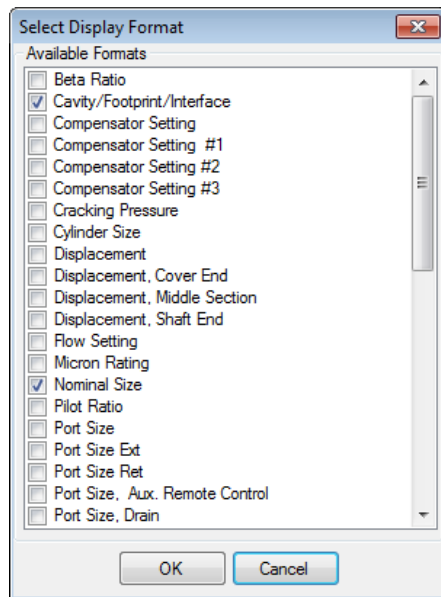 Select Display Format
Available Formats
Beta Ratio
Cavity/Footprint/Interface
Compensator Setting
Compensator Setting  #1
Compensator Setting #2
Compensator Setting #3
Cracking Pressure
Cylinder Size
Displacement
Displacement, Cover End
Displacement, Middle Section
Displacement, Shaft End
Flow Setting
Micron Rating
Nominal Size
Pilot Ratio
Port Size
Port Size Ext
Port Size Ret
Port Size,  Aux. Remote Control
Port Size, Drain
OK Cancel